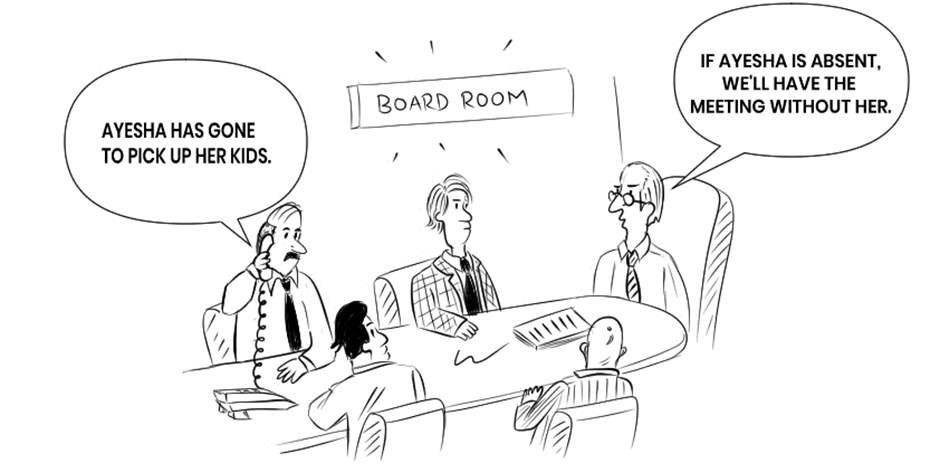 AYESHA HAS GONE
TO PICK UP HER KIDS.
BOARD ROOM
IF AYESHA IS ABSENT,
WE'LL HAVE THE
MEETING WITHOUT HER.